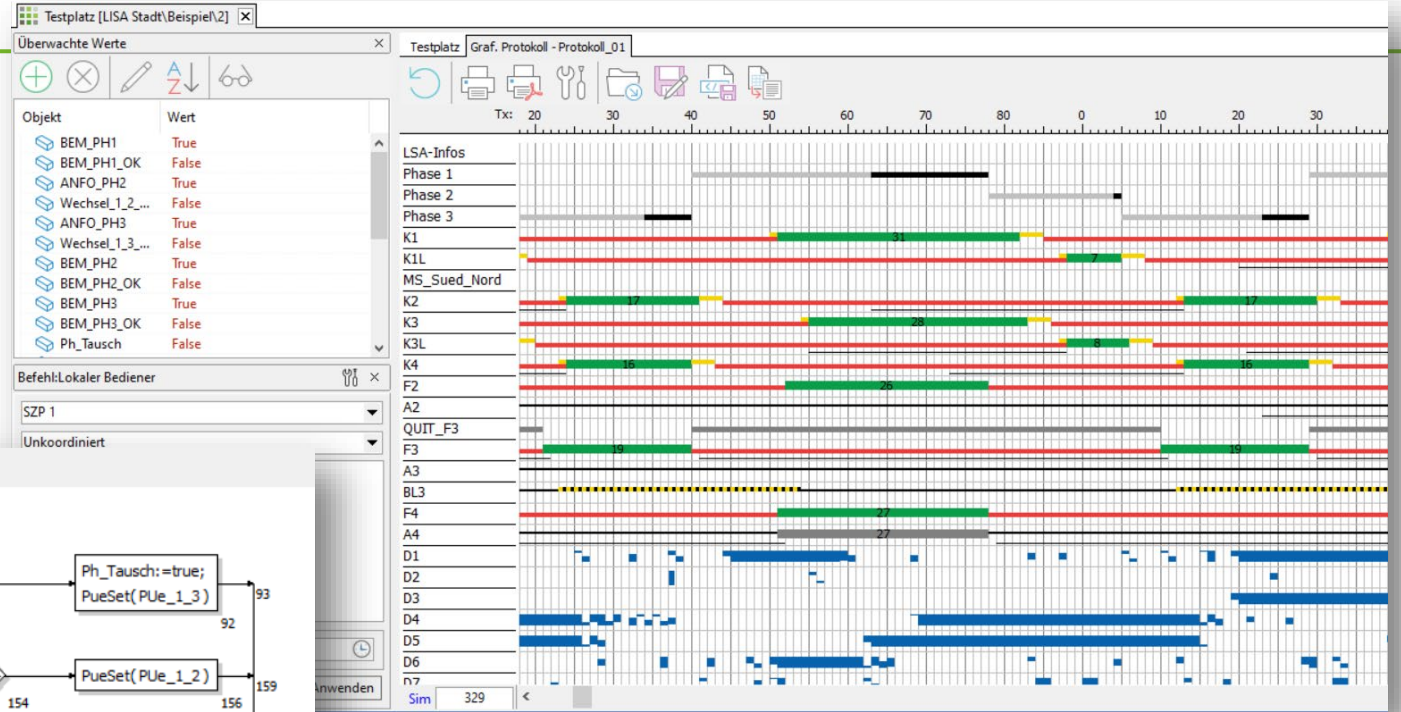 Testplatz [LISA Stadt\Beispiel\2]
Überwachte Werte
Objekt Wert
BEM_PH1 True
BEM_PH1_OK False
ANFO_PH2 True
Wechsel_1_2_... False
ANFO_PH3 True
Wechsel_1_3_... False
BEM_PH2 True
BEM_PH2_OK False
BEM_PH3 True
BEM_PH3_OK False
Ph_Tausch False
Befehl:Lokaler Bediener
SZP 1
Unkoordiniert
Anwenden
Ph_Tausch:=true;
PueSet( PUe_1_3 )
93
92
PueSet( PUe_1_2 )
159
154
156
Testplatz Graf. Protokoll - Protokoll_01
Tx: 20 30 40 50 60 70 80 0 10 20 30
LSA-Infos
Phase 1
Phase 2
Phase 3
K1 31
K1L 7
MS_Sued_Nord
K2 17 17
K3 28
K3L 8
K4 16 16
F2 26
A2
QUIT_F3
F3 19 19
A3
BL3
F4 27
A4 27
D1
D2
D3
D4
D5
D6
D7
Sim 329